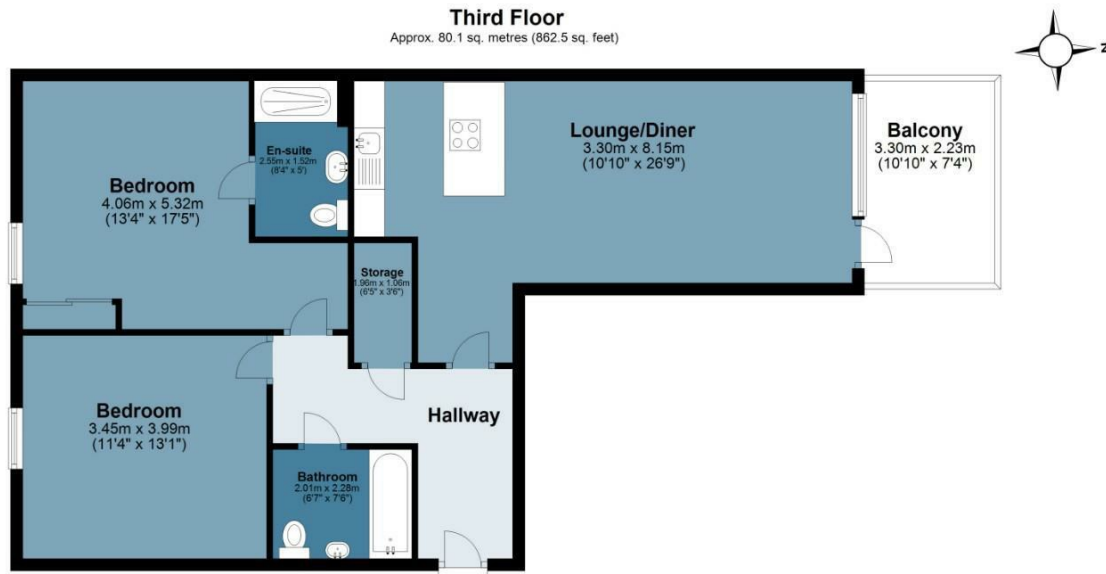 Third Floor
Approx. 80.1 sq. metres (862.5 sq. feet)
N
En-suite
2.55m x 1.52m
(8'4" x 5')
Bedroom
4.06m x 5.32m
(13'4" x 17'5")
Lounge/Diner
3.30m x 8.15m
(10'10" x 26'9")
Balcony
3.30m x 2.23m
(10'10" x 7'4")
Storage
1.96m x 1.06m
(6'5" x 3'6")
Bedroom
3.45m x 3.99m
(11'4" x 13'1")
Hallway
Bathroom
2.01m x 2.28m
(6'7" x 7'6")